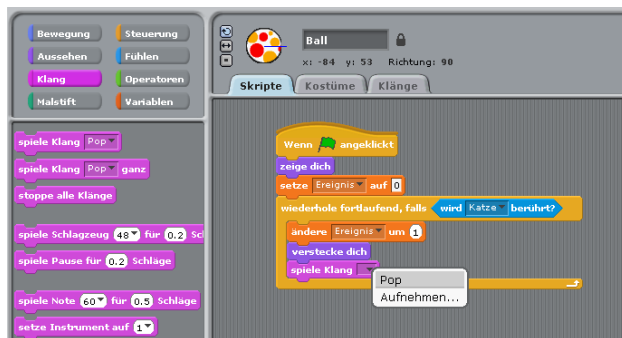 Bewegung Steuerung
Aussehen Fühlen
Klang Operatoren
Malstift Variablen
spiele Klang Pop
spiele Klang Pop ganz
stoppe alle Klänge
spiele Schlagzeug 48 für 0.2 Sc
spiele Pause für 0.2 Schläge
spiele Note 60 für 0.5 Schläge
setze Instrument auf 1
Ball
x: -84 y: 53 Richtung: 90
Skripte Kostüme Klänge
Wenn angeklickt
zeige dich
setze Ereignis auf 0
wiederhole fortlaufend, falls wird Katze berührt?
ändere Ereignis um 1
verstecke dich
spiele Klang
Pop
Aufnehmen...